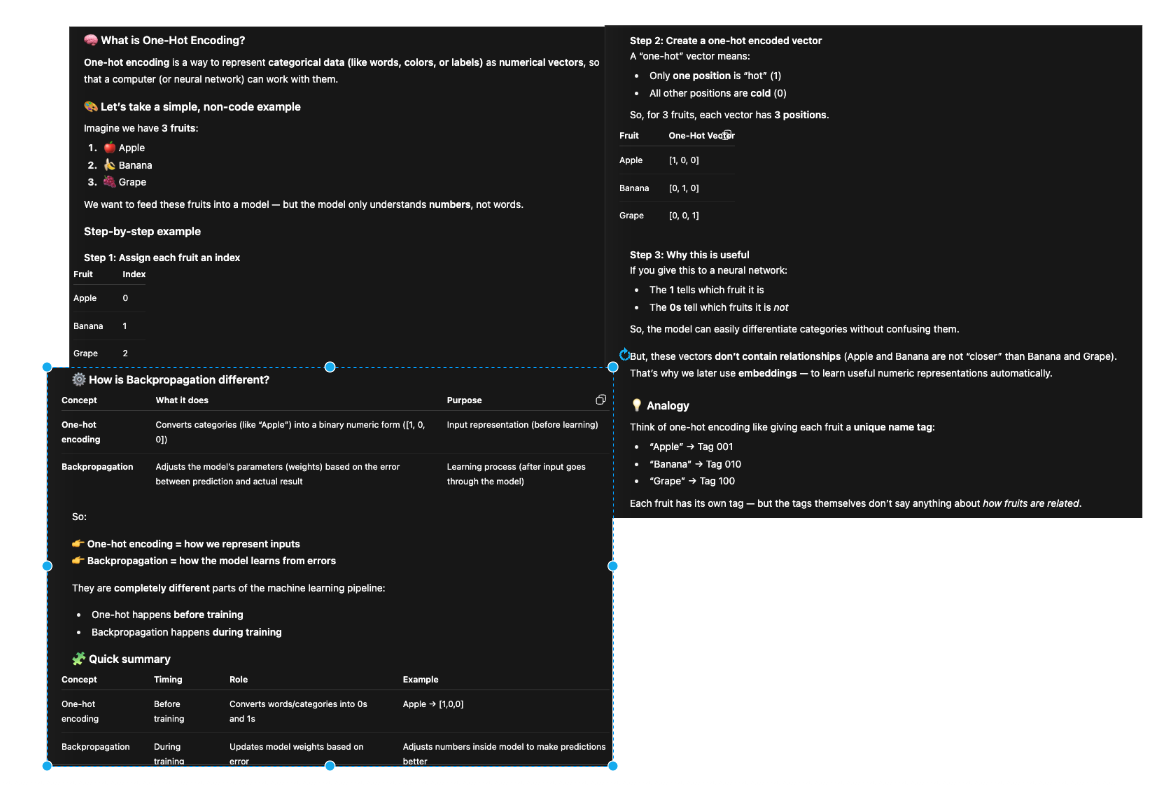 🧠 What is One-Hot Encoding?
One-hot encoding is a way to represent categorical data (like words, colors, or labels) as numerical vectors, so
that a computer (or neural network) can work with them.
🎨 Let's take a simple, non-code example
Imagine we have 3 fruits:
1. 🍎 Apple
2. 🍌 Banana
3. 🍇 Grape
We want to feed these fruits into a model — but the model only understands numbers, not words.
Step-by-step example
Step 1: Assign each fruit an index
Fruit Index
Apple 0
Banana 1
Grape 2
⚙️ How is Backpropagation different?
Concept What it does Purpose
One-hot Converts categories (like “Apple”) into a binary numeric form ([1, 0, Input representation (before learning)
encoding 0])
Backpropagation Adjusts the model's parameters (weights) based on the error Learning process (after input goes
between prediction and actual result through the model)
So:
👉 One-hot encoding = how we represent inputs
👉 Backpropagation = how the model learns from errors
They are completely different parts of the machine learning pipeline:
• One-hot happens before training
• Backpropagation happens during training
🧩 Quick summary
Concept Timing Role Example
One-hot Before Converts words/categories into 0s Apple → [1,0,0]
encoding training and 1s
Backpropagation During Updates model weights based on Adjusts numbers inside model to make predictions
training error better
Step 2: Create a one-hot encoded vector
A “one-hot” vector means:
• Only one position is “hot” (1)
• All other positions are cold (0)
So, for 3 fruits, each vector has 3 positions.
Fruit One-Hot Vector
Apple [1, 0, 0]
Banana [0, 1, 0]
Grape [0, 0, 1]
Step 3: Why this is useful
If you give this to a neural network:
• The 1 tells which fruit it is
• The 0s tell which fruits it is not
So, the model can easily differentiate categories without confusing them.
But, these vectors don't contain relationships (Apple and Banana are not “closer” than Banana and Grape).
That's why we later use embeddings — to learn useful numeric representations automatically.
💡 Analogy
Think of one-hot encoding like giving each fruit a unique name tag:
• “Apple” → Tag 001
• “Banana” → Tag 010
• “Grape” → Tag 100
Each fruit has its own tag — but the tags themselves don't say anything about how fruits are related.